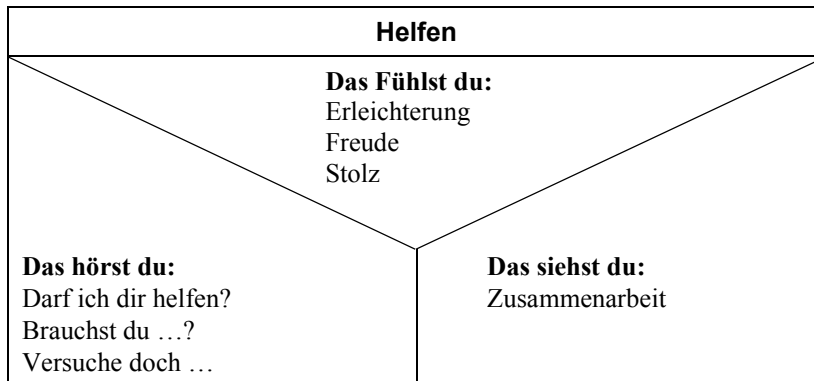 Helfen
Das Fühlst du:
Erleichterung
Freude
Stolz
Das hörst du:
Darf ich dir helfen?
Brauchst du …?
Versuche doch …
Das siehst du:
Zusammenarbeit